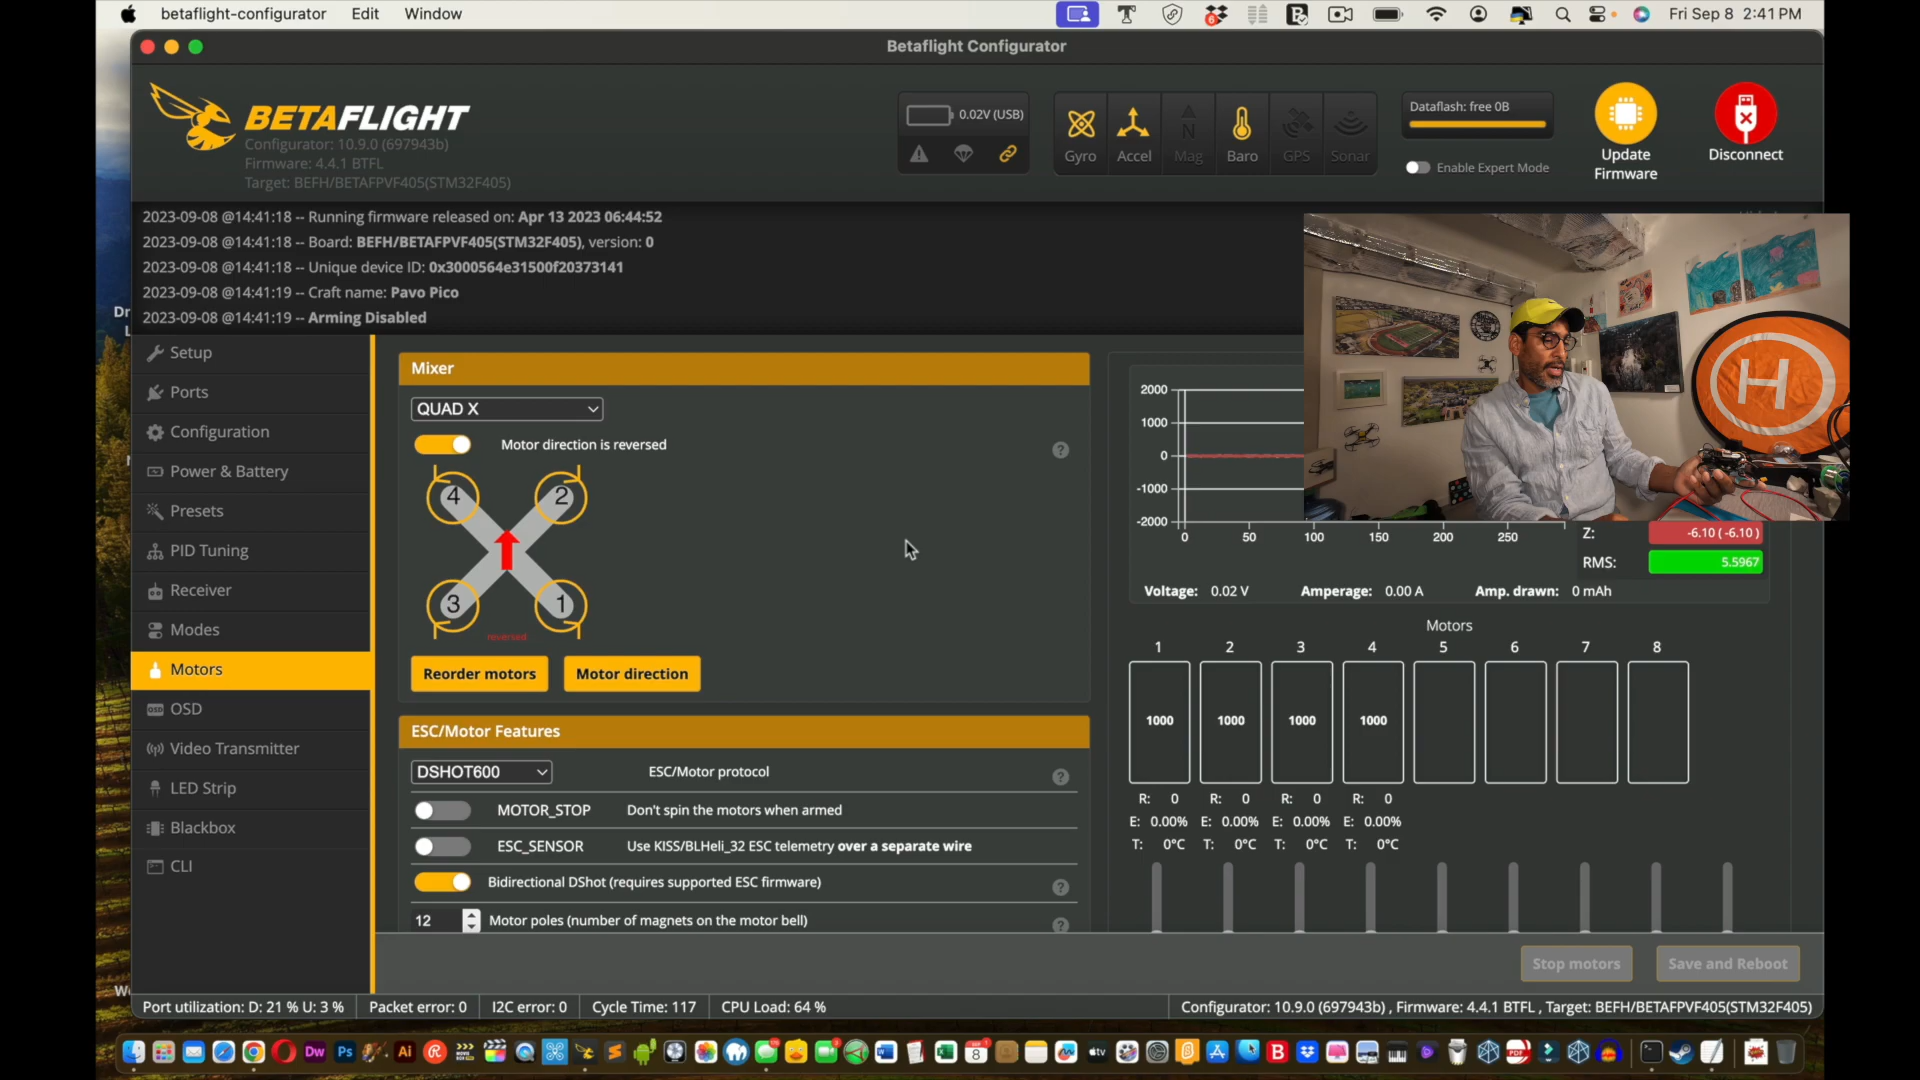 betaflight-configurator Edit Window
6
Fri Sep 8 2:41 PM
Betaflight Configurator
BETAFLIGHT
Configurator: 10.9.0 (697943b)
Firmware: 4.4.1 BTFL
Target: BEFH/BETAFPVF405(STM32F405)
0.02V (USB)
Gyro Accel Mag Baro GPS Sonar
Dataflash: free 0B
Enable Expert Mode
Update Firmware
Disconnect
2023-09-08 @14:41:18 -- Running firmware released on: Apr 13 2023 06:44:52
2023-09-08 @14:41:18 -- Board: BEFH/BETAFPVF405(STM32F405), version: 0
2023-09-08 @14:41:18 -- Unique device ID: 0x3000564e31500f20373141
2023-09-08 @14:41:19 -- Craft name: Pavo Pico
2023-09-08 @14:41:19 -- Arming Disabled
Setup
Ports
Configuration
Power & Battery
Presets
PID Tuning
Receiver
Modes
Motors
OSD
Video Transmitter
LED Strip
Blackbox
CLI
Mixer
QUAD X
Motor direction is reversed
4 2
3 1
reversed
Reorder motors Motor direction
ESC/Motor Features
DSHOT600 ESC/Motor protocol
MOTOR_STOP Don't spin the motors when armed
ESC_SENSOR Use KISS/BLHeli_32 ESC telemetry over a separate wire
Bidirectional DShot (requires supported ESC firmware)
12 Motor poles (number of magnets on the motor bell)
2000
1000
0
-1000
-2000
0 50 100 150 200 250
H
Z: -6.10 ( -6.10 )
RMS: 5.5967
Voltage: 0.02 V Amperage: 0.00 A Amp. drawn: 0 mAh
Motors
1 2 3 4 5 6 7 8
1000 1000 1000 1000
R: 0 R: 0 R: 0 R: 0
E: 0.00% E: 0.00% E: 0.00% E: 0.00%
T: 0°C T: 0°C T: 0°C T: 0°C
Stop motors Save and Reboot
Port utilization: D: 21 % U: 3 % Packet error: 0 I2C error: 0 Cycle Time: 117 CPU Load: 64 %
Configurator: 10.9.0 (697943b) , Firmware: 4.4.1 BTFL , Target: BEFH/BETAFPVF405(STM32F405)
Dw Ps Ai